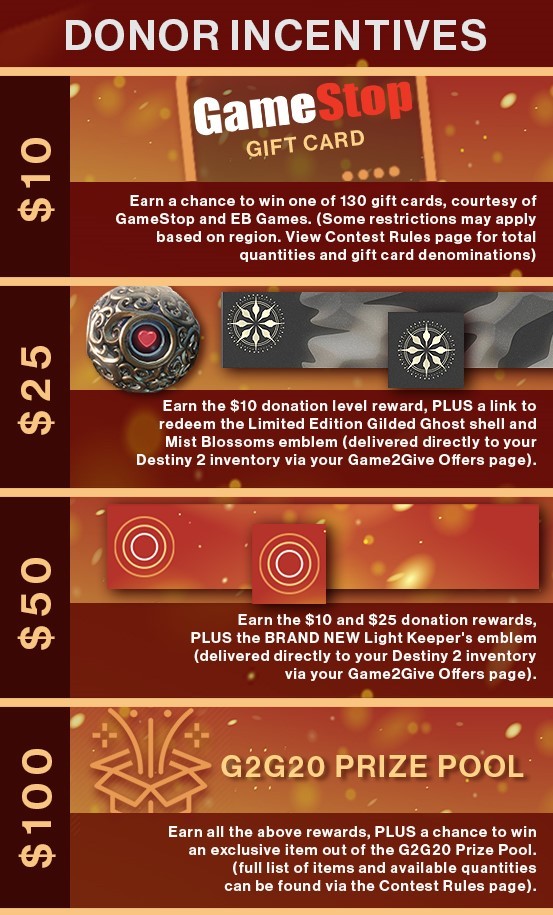 DONOR INCENTIVES
$10
GameStop
GIFT CARD
Earn a chance to win one of 130 gift cards, courtesy of
GameStop and EB Games. (Some restrictions may apply
based on region. View Contest Rules page for total
quantities and gift card denominations)
$25
Earn the $10 donation level reward, PLUS a link to
redeem the Limited Edition Gilded Ghost shell and
Mist Blossoms emblem (delivered directly to your
Destiny 2 inventory via your Game2Give Offers page).
$50
Earn the $10 and $25 donation rewards,
PLUS the BRAND NEW Light Keeper's emblem
(delivered directly to your Destiny 2 inventory
via your Game2Give Offers page).
$100
G2G20 PRIZE POOL
Earn all the above rewards, PLUS a chance to win
an exclusive item out of the G2G20 Prize Pool.
(full list of items and available quantities
can be found via the Contest Rules page).